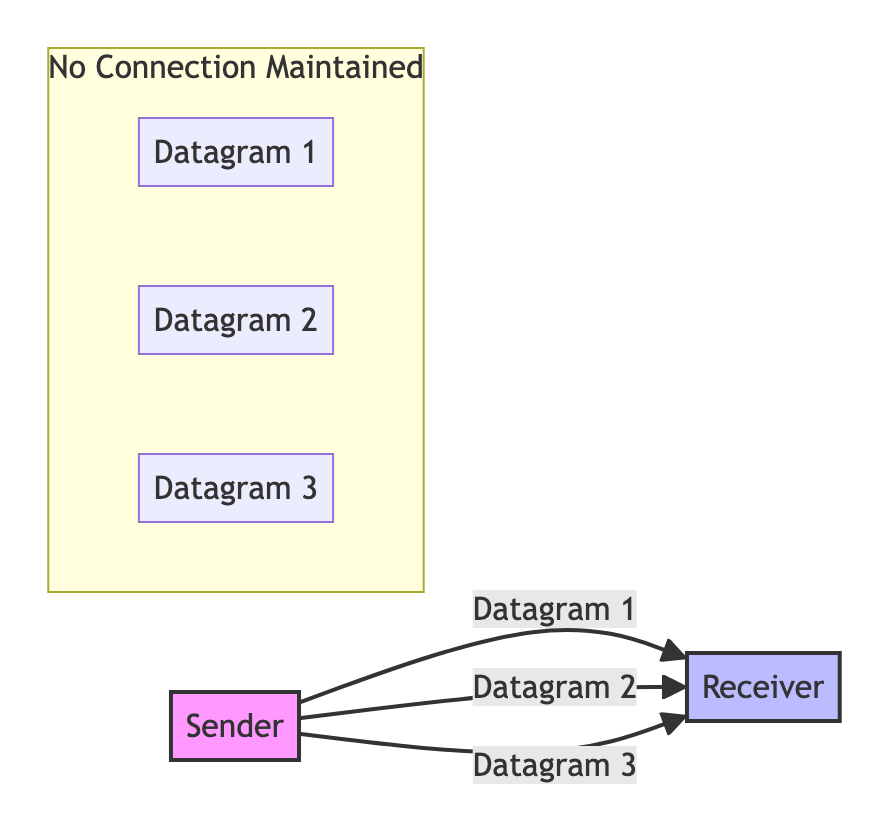 No Connection Maintained
Datagram 1
Datagram 2
Datagram 3
Datagram 1
Datagram 2
Datagram 3
Sender
Receiver